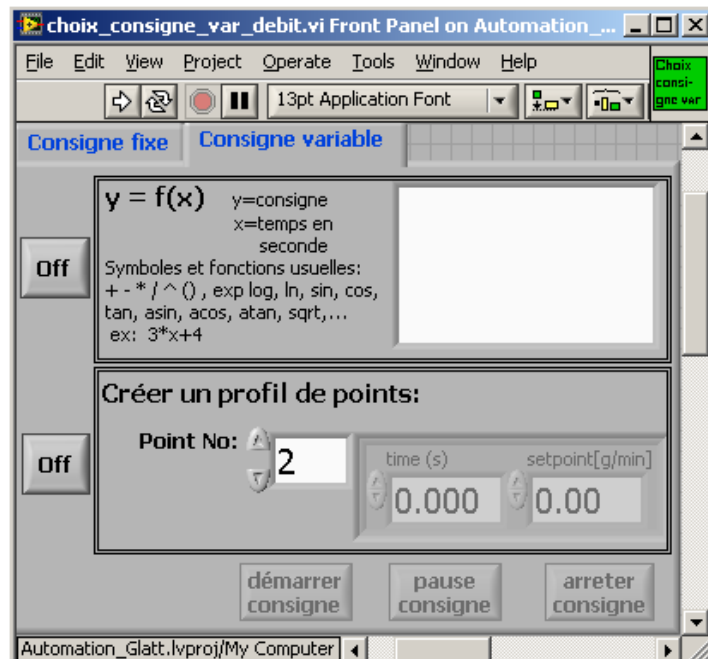 choix_consigne_var_debit.vi Front Panel on Automation_...
File Edit View Project Operate Tools Window Help
13pt Application Font
Choix
consi-
gne var
Consigne fixe Consigne variable
Off
y = f(x) y=consigne
x=temps en
seconde
Symboles et fonctions usuelles:
+ - * / ^ () , exp log, ln, sin, cos,
tan, asin, acos, atan, sqrt,...
ex: 3*x+4
Off
Créer un profil de points:
Point No: 2
time (s) setpoint[g/min]
0.000 0.00
démarrer
consigne
pause
consigne
arreter
consigne
Automation_Glatt.lvproj/My Computer